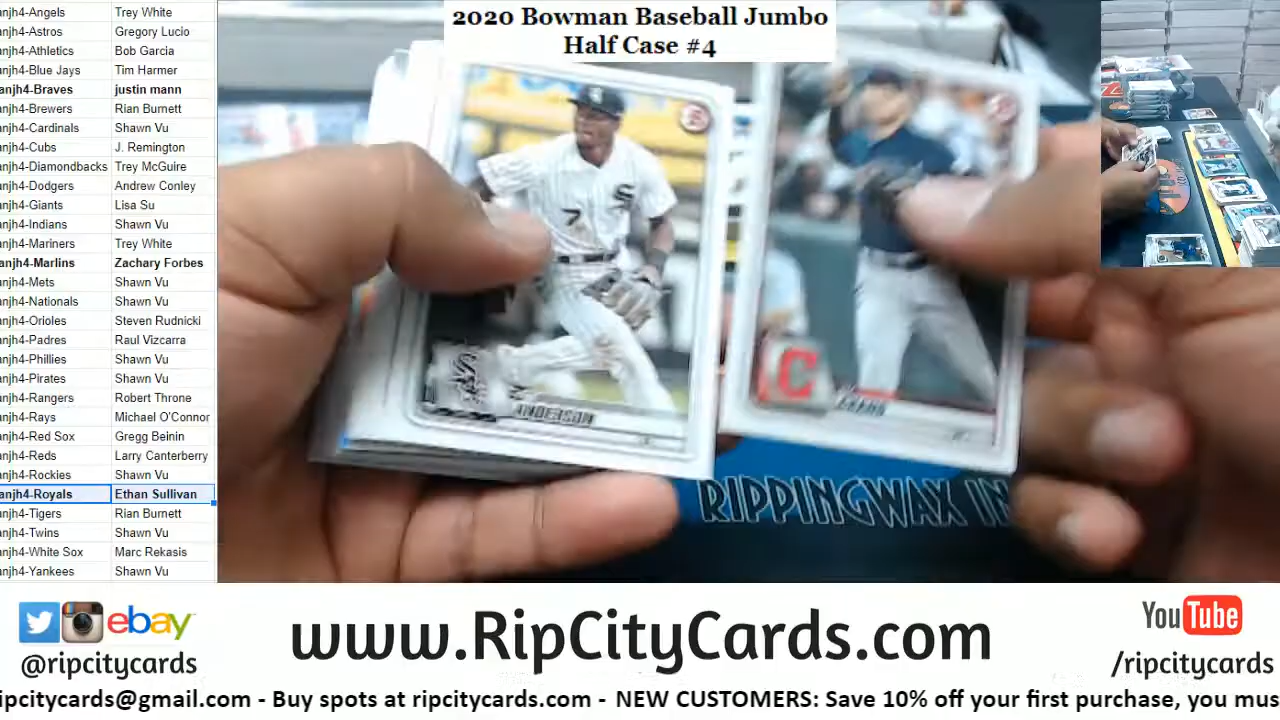 2020 Bowman Baseball Jumbo
Half Case #4
anjh4-Angels Trey White
anjh4-Astros Gregory Lucio
anjh4-Athletics Bob Garcia
anjh4-Blue Jays Tim Harmer
anjh4-Braves justin mann
anjh4-Brewers Rian Burnett
anjh4-Cardinals Shawn Vu
anjh4-Cubs J. Remington
anjh4-Diamondbacks Trey McGuire
anjh4-Dodgers Andrew Conley
anjh4-Giants Lisa Su
anjh4-Indians Shawn Vu
anjh4-Mariners Trey White
anjh4-Marlins Zachary Forbes
anjh4-Mets Shawn Vu
anjh4-Nationals Shawn Vu
anjh4-Orioles Steven Rudnicki
anjh4-Padres Raul Vizcarra
anjh4-Phillies Shawn Vu
anjh4-Pirates Shawn Vu
anjh4-Rangers Robert Throne
anjh4-Rays Michael O'Connor
anjh4-Red Sox Gregg Beinin
anjh4-Reds Larry Canterberry
anjh4-Rockies Shawn Vu
anjh4-Royals Ethan Sullivan
anjh4-Tigers Rian Burnett
anjh4-Twins Shawn Vu
anjh4-White Sox Marc Rekasis
anjh4-Yankees Shawn Vu
7
ANDERSON
C
RIPPINGWAX IN
ebay
@ripcitycards
www.RipCityCards.com
You Tube
/ripcitycards
ripcitycards@gmail.com - Buy spots at ripcitycards.com - NEW CUSTOMERS: Save 10% off your first purchase, you mus